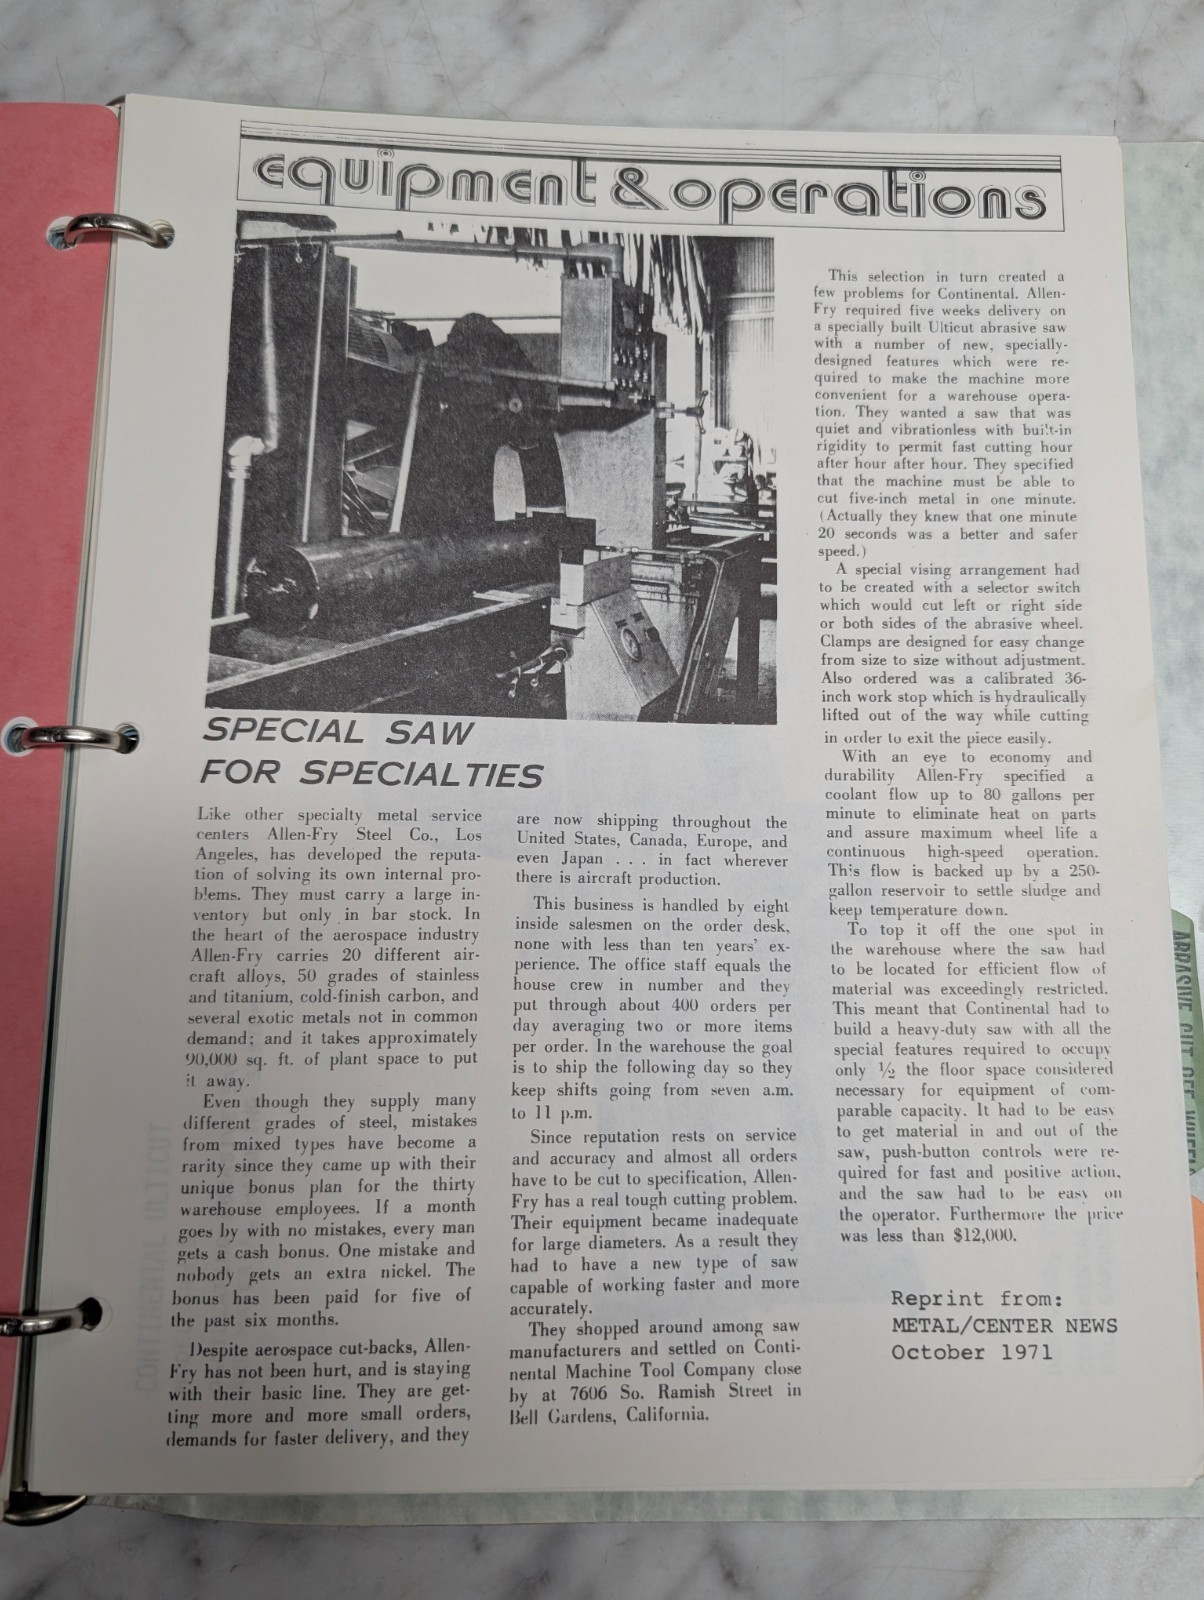 equipment & operations
SPECIAL SAW
FOR SPECIALTIES
Like other specialty metal service
centers Allen-Fry Steel Co., Los
Angeles, has developed the reputa-
tion of solving its own internal pro-
blems. They must carry a large in-
ventory but only in bar stock. In
the heart of the aerospace industry
Allen-Fry carries 20 different air-
craft alloys, 50 grades of stainless
and titanium, cold-finish carbon, and
several exotic metals not in common
demand; and it takes approximately
90,000 sq. ft. of plant space to put
it away.
Even though they supply many
different grades of steel, mistakes
from mixed types have become a
rarity since they came up with their
unique bonus plan for the thirty
warehouse employees. If a month
goes by with no mistakes, every man
gets a cash bonus. One mistake and
nobody gets an extra nickel. The
bonus has been paid for five of
the past six months.
Despite aerospace cut-backs, Allen-
Fry has not been hurt, and is staying
with their basic line. They are get-
ting more and more small orders,
demands for faster delivery, and they
are now shipping throughout the
United States, Canada, Europe, and
even Japan . . . in fact wherever
there is aircraft production.
This business is handled by eight
inside salesmen on the order desk,
none with less than ten years' ex-
perience. The office staff equals the
house crew in number and they
put through about 400 orders per
day averaging two or more items
per order. In the warehouse the goal
is to ship the following day so they
keep shifts going from seven a.m.
to 11 p.m.
Since reputation rests on service
and accuracy and almost all orders
have to be cut to specification, Allen-
Fry has a real tough cutting problem.
Their equipment became inadequate
for large diameters. As a result they
had to have a new type of saw
capable of working faster and more
accurately.
They shopped around among saw
manufacturers and settled on Conti-
nental Machine Tool Company close
by at 7606 So. Ramish Street in
Bell Gardens, California.
This selection in turn created a
few problems for Continental. Allen-
Fry required five weeks delivery on
a specially built Ulticut abrasive saw
with a number of new, specially-
designed features which were re-
quired to make the machine more
convenient for a warehouse opera-
tion. They wanted a saw that was
quiet and vibrationless with built-in
rigidity to permit fast cutting hour
after hour after hour. They specified
that the machine must be able to
cut five-inch metal in one minute.
(Actually they knew that one minute
20 seconds was a better and safer
speed.)
A special vising arrangement had
to be created with a selector switch
which would cut left or right side
or both sides of the abrasive wheel.
Clamps are designed for easy change
from size to size without adjustment.
Also ordered was a calibrated 36-
inch work stop which is hydraulically
lifted out of the way while cutting
in order to exit the piece easily.
With an eye to economy and
durability Allen-Fry specified a
coolant flow up to 80 gallons per
minute to eliminate heat on parts
and assure maximum wheel life a
continuous high-speed operation.
This flow is backed up by a 250-
gallon reservoir to settle sludge and
keep temperature down.
To top it off the one spot in
the warehouse where the saw had
to be located for efficient flow of
material was exceedingly restricted.
This meant that Continental had to
build a heavy-duty saw with all the
special features required to occupy
only ½ the floor space considered
necessary for equipment of com-
parable capacity. It had to be easy
to get material in and out of the
saw, push-button controls were re-
quired for fast and positive action,
and the saw had to be easy on
the operator. Furthermore the price
was less than $12,000.
Reprint from:
METAL/CENTER NEWS
October 1971
ABRASIVE CUT OFF WHEELS
CONTINENTAL ULTICUT